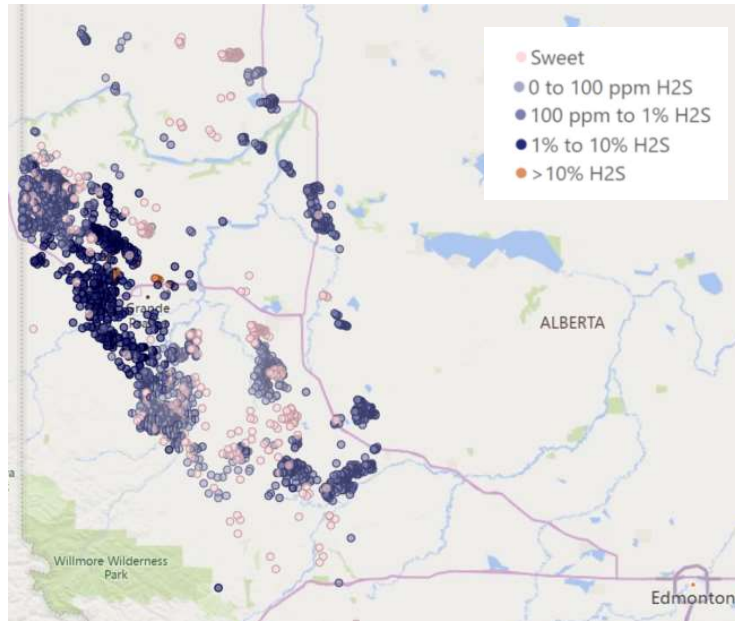 Sweet
0 to 100 ppm H2S
100 ppm to 1% H2S
1% to 10% H2S
>10% H2S
Grande
ALBERTA
Willmore Wilderness
Park
Edmonton